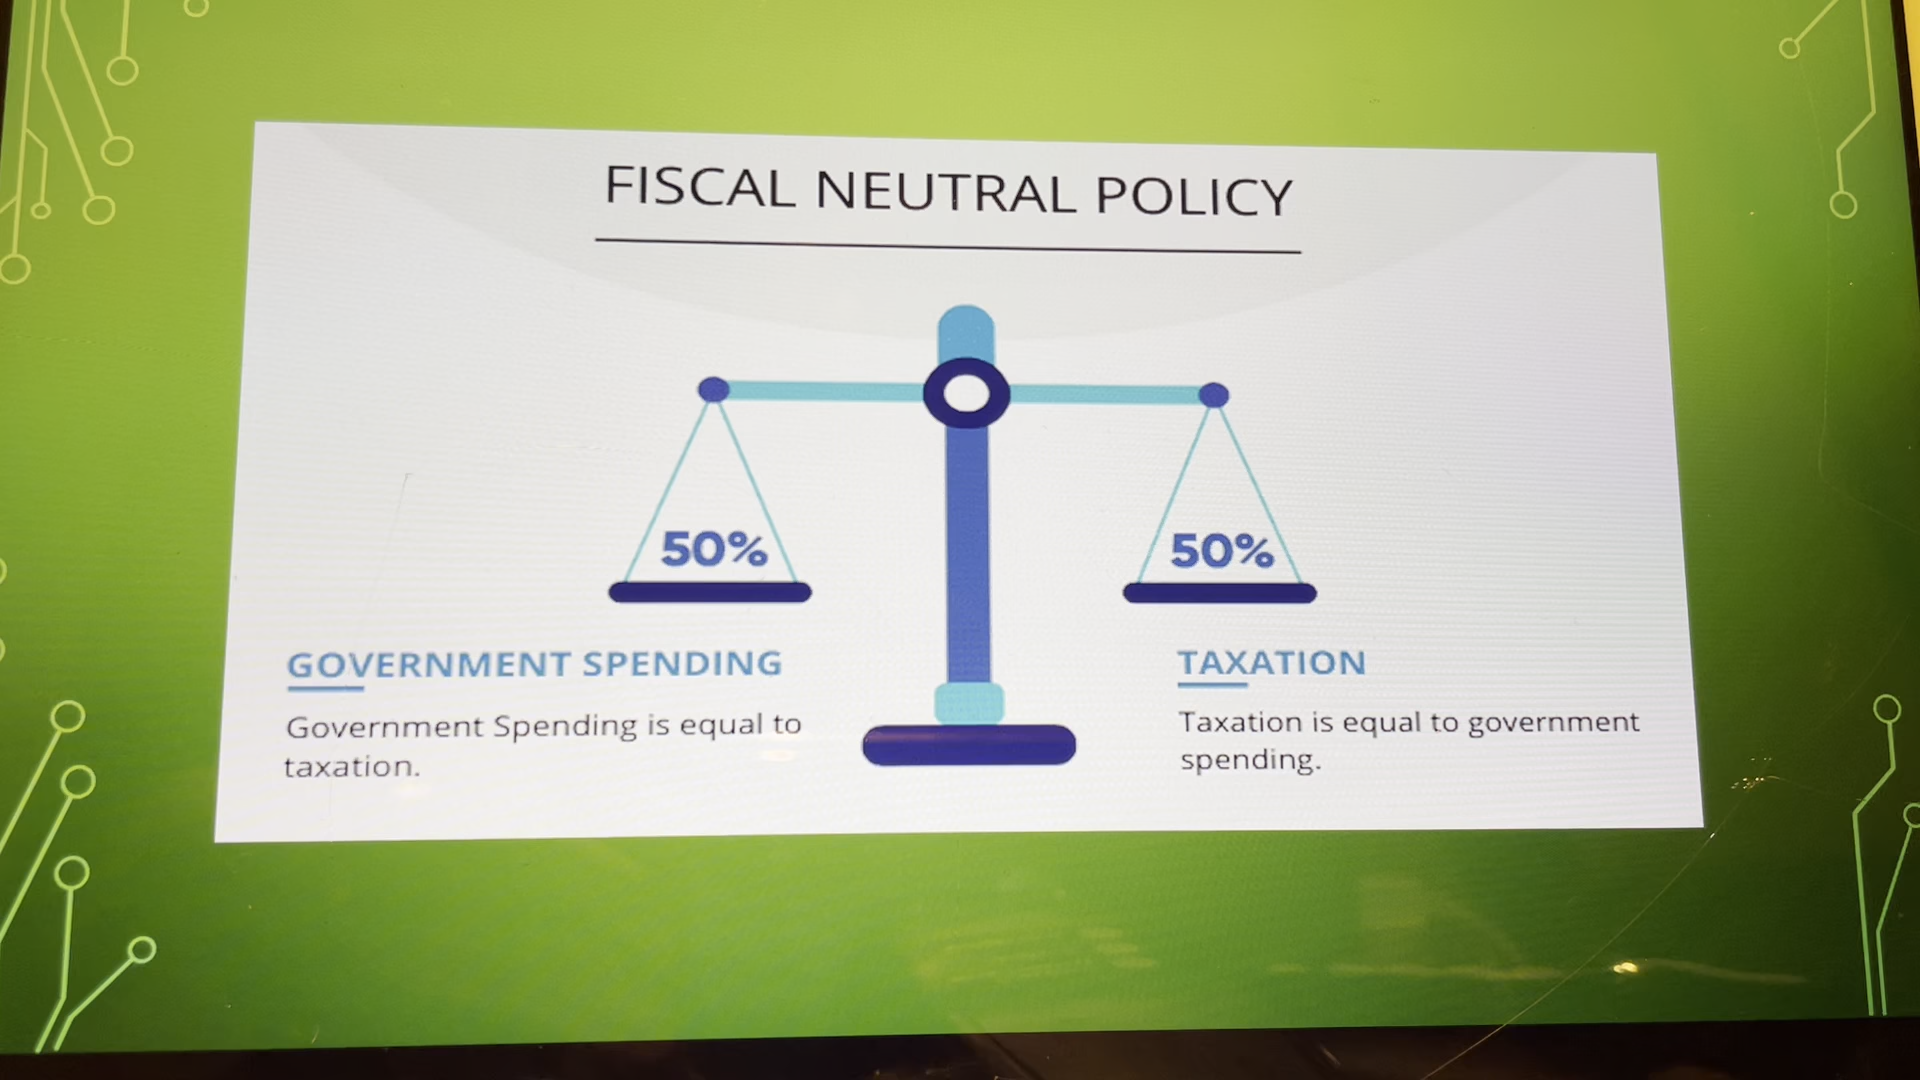 FISCAL NEUTRAL POLICY
50%
50%
GOVERNMENT SPENDING
Government Spending is equal to
taxation.
TAXATION
Taxation is equal to government
spending.